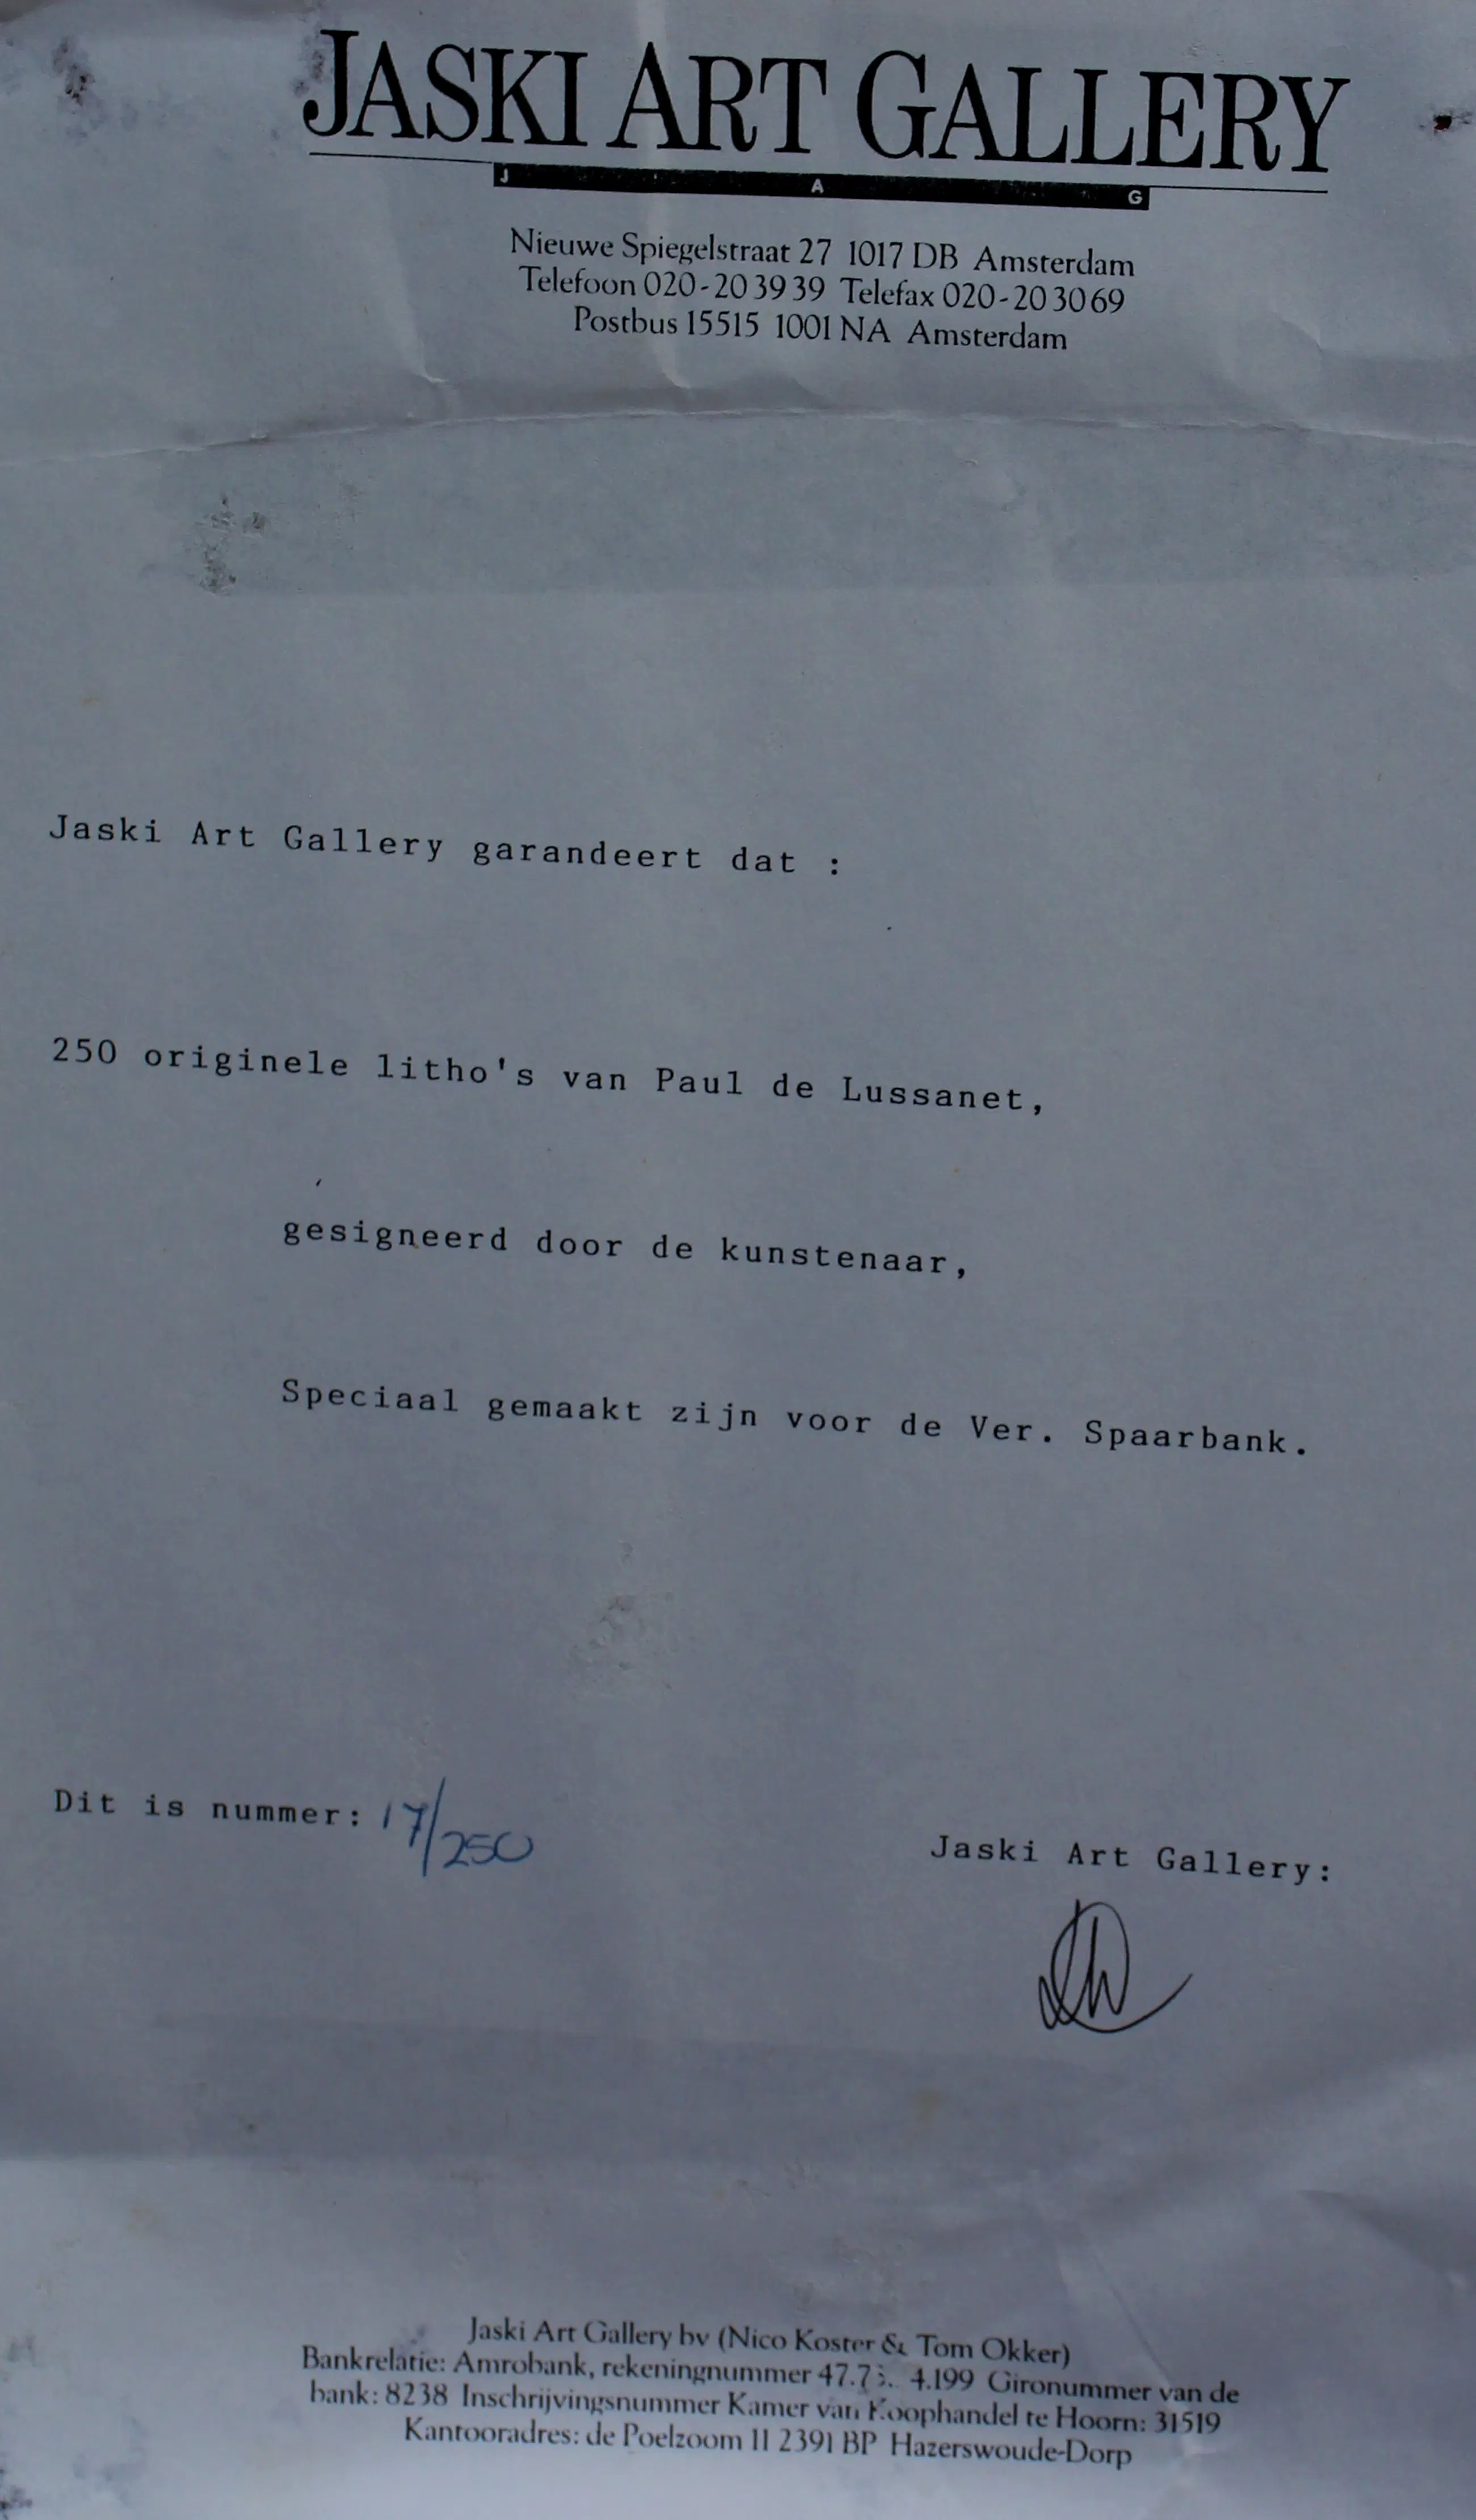 JASKI ART GALLERY
J A G
Nieuwe Spiegelstraat 27 1017 DB Amsterdam
Telefoon 020-20 39 39 Telefax 020-20 30 69
Postbus 15515 1001 NA Amsterdam
Jaski Art Gallery garandeert dat :
250 originele litho's van Paul de Lussanet,
gesigneerd door de kunstenaar,
Speciaal gemaakt zijn voor de Ver. Spaarbank.
Dit is nummer: 17/250
Jaski Art Gallery:
Jaski Art Gallery bv (Nico Koster & Tom Okker)
Bankrelatie: Amrobank, rekeningnummer 4.199 Gironummer van de
bank: 8238 Inschrijvingsnummer Kamer van Koophandel te Hoorn: 31519
Kantooradres: de Poelzoom 11 2391 BP Hazerswoude-Dorp